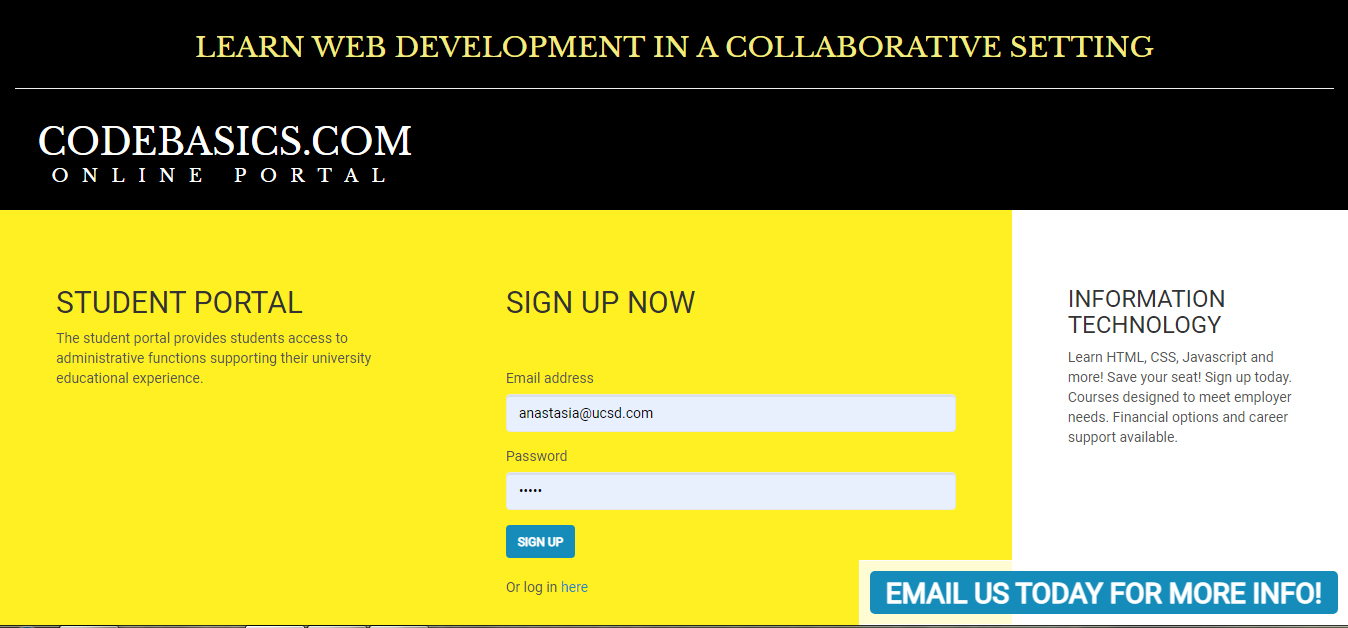 LEARN WEB DEVELOPMENT IN A COLLABORATIVE SETTING
CODEBASICS.COM
ONLINE PORTAL
STUDENT PORTAL
The student portal provides students access to
administrative functions supporting their university
educational experience.
SIGN UP NOW
Email address
anastasia@ucsd.com
Password
•••••
SIGN UP
Or log in here
INFORMATION
TECHNOLOGY
Learn HTML, CSS, Javascript and
more! Save your seat! Sign up today.
Courses designed to meet employer
needs. Financial options and career
support available.
EMAIL US TODAY FOR MORE INFO!